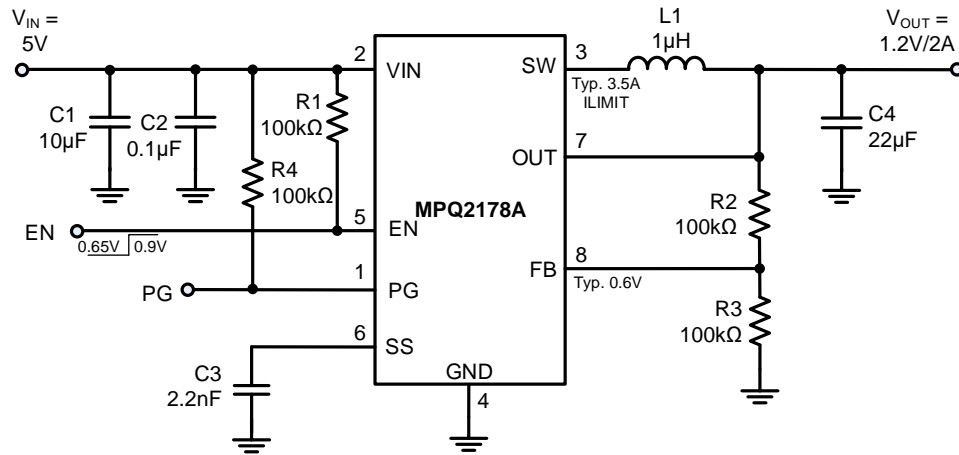 VIN =
5V
C1
10µF
C2
0.1µF
R1
100kΩ
R4
100kΩ
EN
0.65V 0.9V
PG
C3
2.2nF
2
VIN
5
EN
1
PG
6
SS
MPQ2178A
GND
4
SW
3
Typ. 3.5A
ILIMIT
OUT
7
FB
8
Typ. 0.6V
L1
1µH
VOUT =
1.2V/2A
C4
22µF
R2
100kΩ
R3
100kΩ